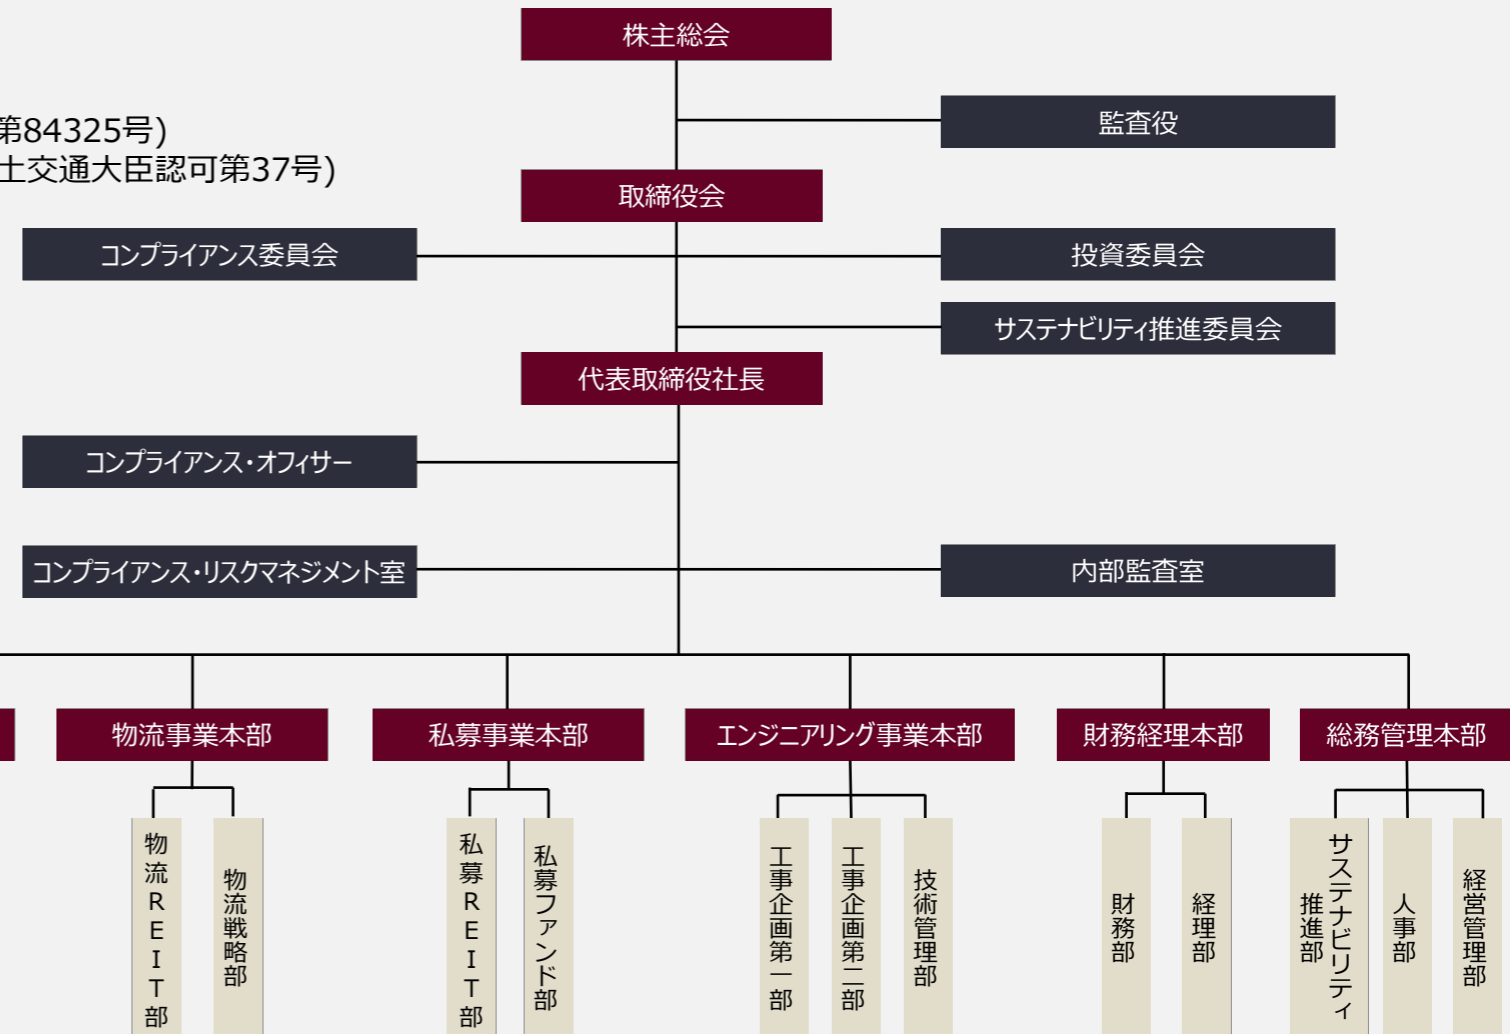 株主総会
監査役
第84325号)
土交通大臣認可第37号)
取締役会
コンプライアンス委員会
投資委員会
サステナビリティ推進委員会
代表取締役社長
コンプライアンス・オフィサー
コンプライアンス・リスクマネジメント室
内部監査室
物流事業本部
私募事業本部
エンジニアリング事業本部
財務経理本部
総務管理本部
物流REIT部
物流戦略部
私募REIT部
私募ファンド部
工事企画第一部
工事企画第二部
技術管理部
財務部
経理部
サステナビリティ
推進部
人事部
経営管理部